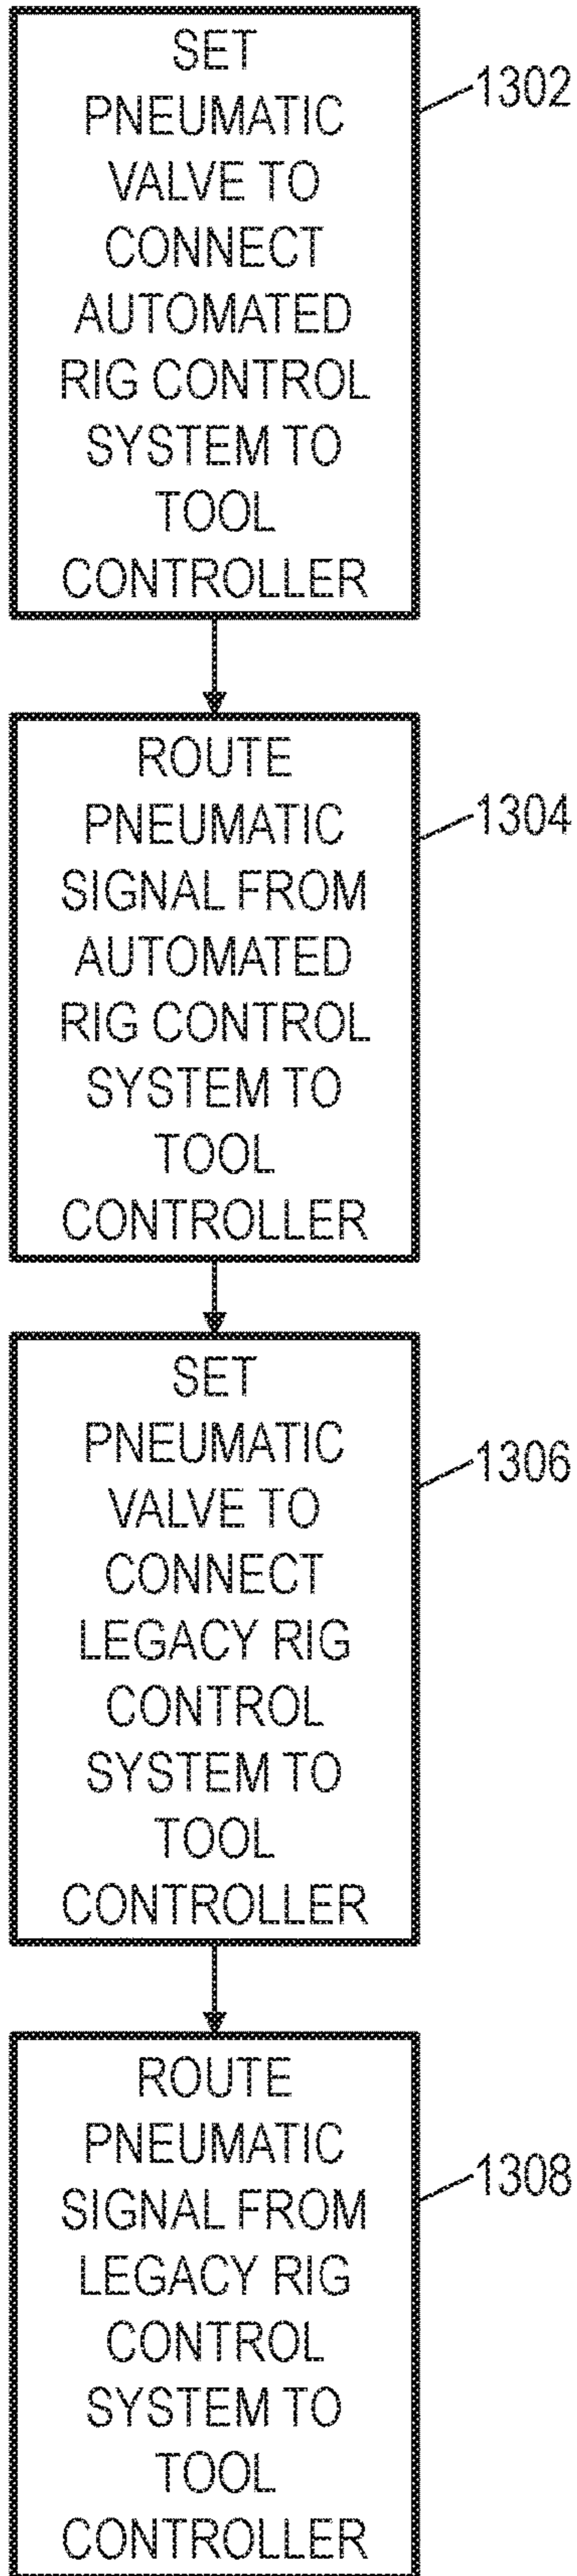 SET
PNEUMATIC
VALVE TO
CONNECT
AUTOMATED
RIG CONTROL
SYSTEM TO
TOOL
CONTROLLER
1302
ROUTE
PNEUMATIC
SIGNAL FROM
AUTOMATED
RIG CONTROL
SYSTEM TO
TOOL
CONTROLLER
1304
SET
PNEUMATIC
VALVE TO
CONNECT
LEGACY RIG
CONTROL
SYSTEM TO
TOOL
CONTROLLER
1306
ROUTE
PNEUMATIC
SIGNAL FROM
LEGACY RIG
CONTROL
SYSTEM TO
TOOL
CONTROLLER
1308